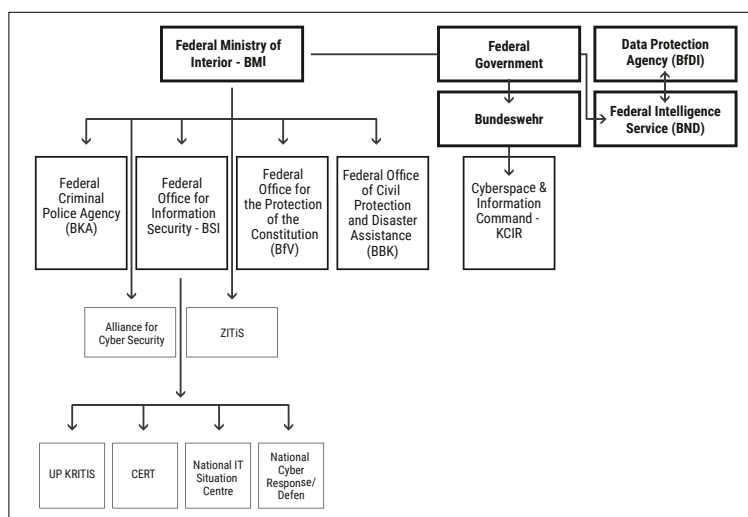 Federal Ministry of
Interior - BMI
Federal
Government
Data Protection
Agency (BfDI)
Bundeswehr
Federal Intelligence
Service (BND)
Federal
Criminal
Police Agency
(BKA)
Federal
Office for
Information
Security - BSI
Federal
Office for
the Protection
of the
Constitution
(BfV)
Federal Office
of Civil
Protection
and Disaster
Assistance
(BBK)
Cyberspace &
Information
Command -
KCIR
Alliance for
Cyber Security
ZITiS
UP KRITIS
CERT
National IT
Situation
Centre
National
Cyber
Response/
Defen